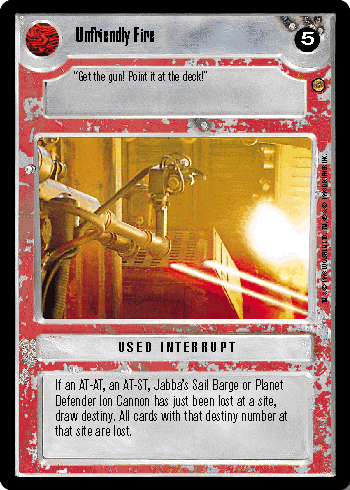 Unfriendly Fire
5
"Get the gun! Point it at the deck!"
USED INTERRUPT
If an AT-AT, an AT-ST, Jabba's Sail Barge or Planet
Defender Ion Cannon has just been lost at a site,
draw destiny. All cards with that destiny number at
that site are lost.